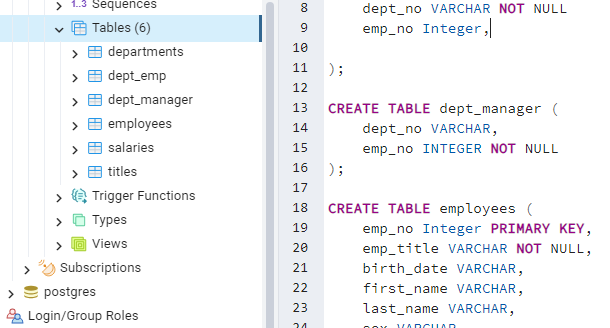 Sequences
Tables (6)
departments
dept_emp
dept_manager
employees
salaries
titles
Trigger Functions
Types
Views
Subscriptions
postgres
Login/Group Roles
8 dept_no VARCHAR NOT NULL
9 emp_no Integer,
10
11 );
12
13 CREATE TABLE dept_manager (
14 dept_no VARCHAR,
15 emp_no INTEGER NOT NULL
16 );
17
18 CREATE TABLE employees (
19 emp_no Integer PRIMARY KEY,
20 emp_title VARCHAR NOT NULL,
21 birth_date VARCHAR,
22 first_name VARCHAR,
23 last_name VARCHAR,
24 sex VARCHAR